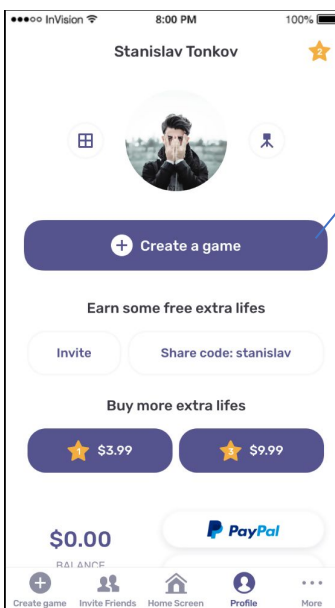 InVision 8:00 PM 100%
Stanislav Tonkov
2
Create a game
Earn some free extra lifes
Invite Share code: stanislav
Buy more extra lifes
1 $3.99 3 $9.99
$0.00 PayPal
BALANCE
Create game Invite Friends Home Screen Profile More